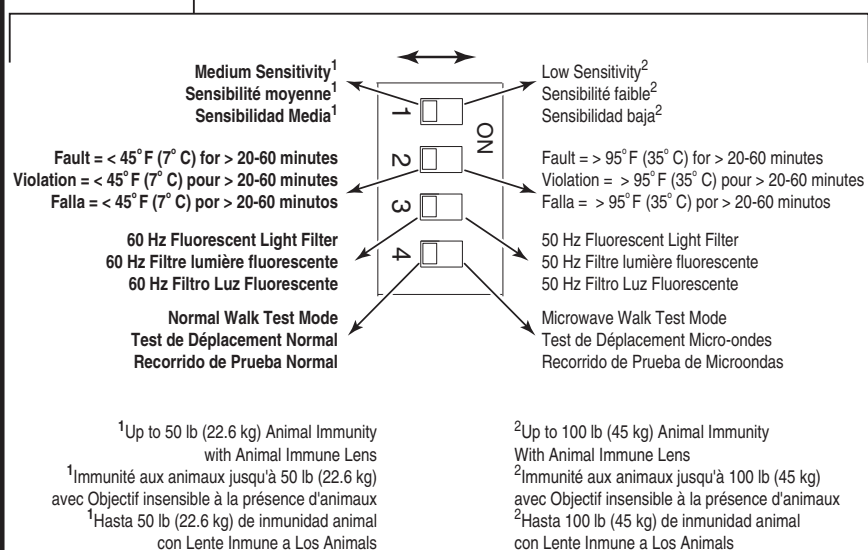 Medium Sensitivity¹
Sensibilité moyenne¹
Sensibilidad Media¹
Low Sensitivity²
Sensibilité faible²
Sensibilidad baja²
1
ON
Fault = < 45° F (7° C) for > 20-60 minutes
Violation = < 45° F (7° C) pour > 20-60 minutes
Falla = < 45° F (7° C) por > 20-60 minutos
2
Fault = > 95° F (35° C) for > 20-60 minutes
Violation = > 95° F (35° C) pour > 20-60 minutes
Falla = > 95° F (35° C) por > 20-60 minutos
60 Hz Fluorescent Light Filter
60 Hz Filtre lumière fluorescente
60 Hz Filtro Luz Fluorescente
3
50 Hz Fluorescent Light Filter
50 Hz Filtre lumière fluorescente
50 Hz Filtro Luz Fluorescente
4
Normal Walk Test Mode
Test de Déplacement Normal
Recorrido de Prueba Normal
Microwave Walk Test Mode
Test de Déplacement Micro-ondes
Recorrido de Prueba de Microondas
¹Up to 50 lb (22.6 kg) Animal Immunity
with Animal Immune Lens
¹Immunité aux animaux jusqu'à 50 lb (22.6 kg)
avec Objectif insensible à la présence d'animaux
¹Hasta 50 lb (22.6 kg) de inmunidad animal
con Lente Inmune a Los Animals
²Up to 100 lb (45 kg) Animal Immunity
With Animal Immune Lens
²Immunité aux animaux jusqu'à 100 lb (45 kg)
avec Objectif insensible à la présence d'animaux
²Hasta 100 lb (45 kg) de inmunidad animal
con Lente Inmune a Los Animals